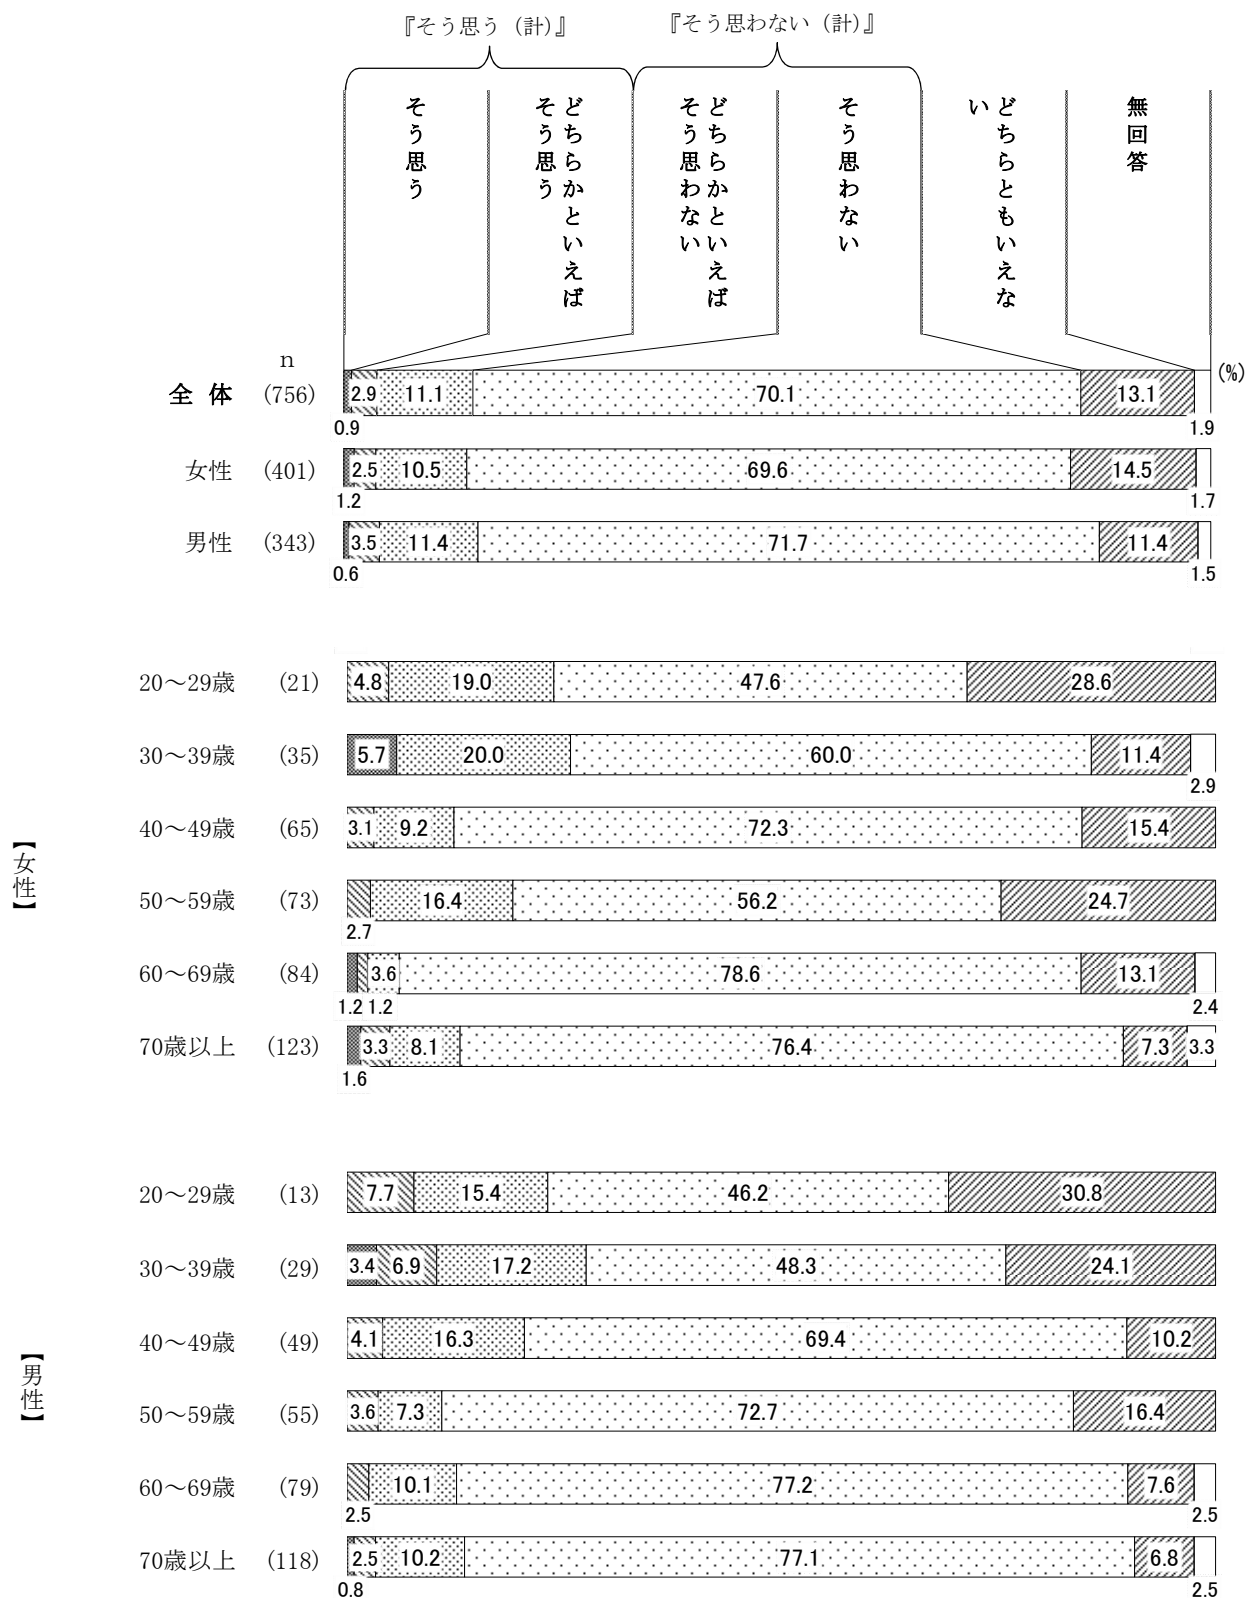 『そう思う（計）』
『そう思わない（計）』
そう思う
どちらかといえば
そう思う
どちらかといえば
そう思わない
そう思わない
どちらともいえな
い
無回答
n
(%)
全 体 (756) 2.9 11.1 70.1 13.1
0.9 1.9
女性 (401) 2.5 10.5 69.6 14.5
1.2 1.7
男性 (343) 3.5 11.4 71.7 11.4
0.6 1.5
【女性】
20～29歳 (21) 4.8 19.0 47.6 28.6
30～39歳 (35) 5.7 20.0 60.0 11.4
2.9
40～49歳 (65) 3.1 9.2 72.3 15.4
50～59歳 (73) 16.4 56.2 24.7
2.7
60～69歳 (84) 3.6 78.6 13.1
1.2 1.2 2.4
70歳以上 (123) 3.3 8.1 76.4 7.3 3.3
1.6
【男性】
20～29歳 (13) 7.7 15.4 46.2 30.8
30～39歳 (29) 3.4 6.9 17.2 48.3 24.1
40～49歳 (49) 4.1 16.3 69.4 10.2
50～59歳 (55) 3.6 7.3 72.7 16.4
60～69歳 (79) 10.1 77.2 7.6
2.5 2.5
70歳以上 (118) 2.5 10.2 77.1 6.8
0.8 2.5